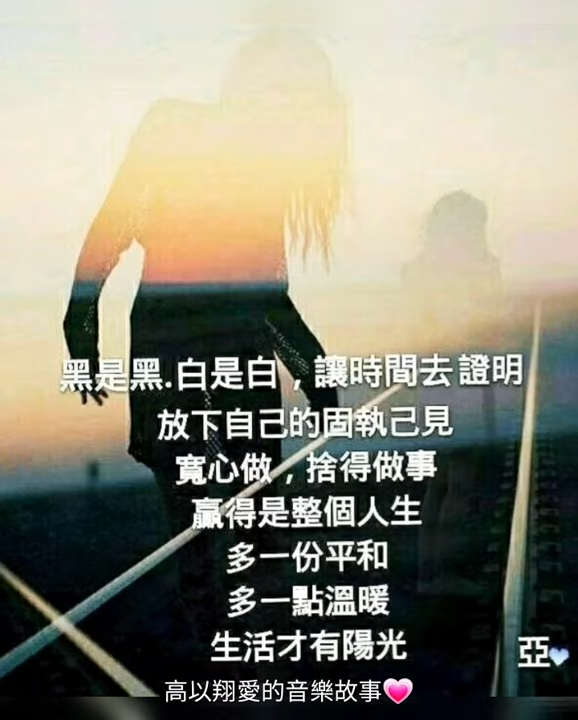 黑是黑.白是白，讓時間去證明
放下自己的固執己見
寬心做，捨得做事
贏得是整個人生
多一份平和
多一點溫暖
生活才有陽光
亞💙
高以翔愛的音樂故事💗